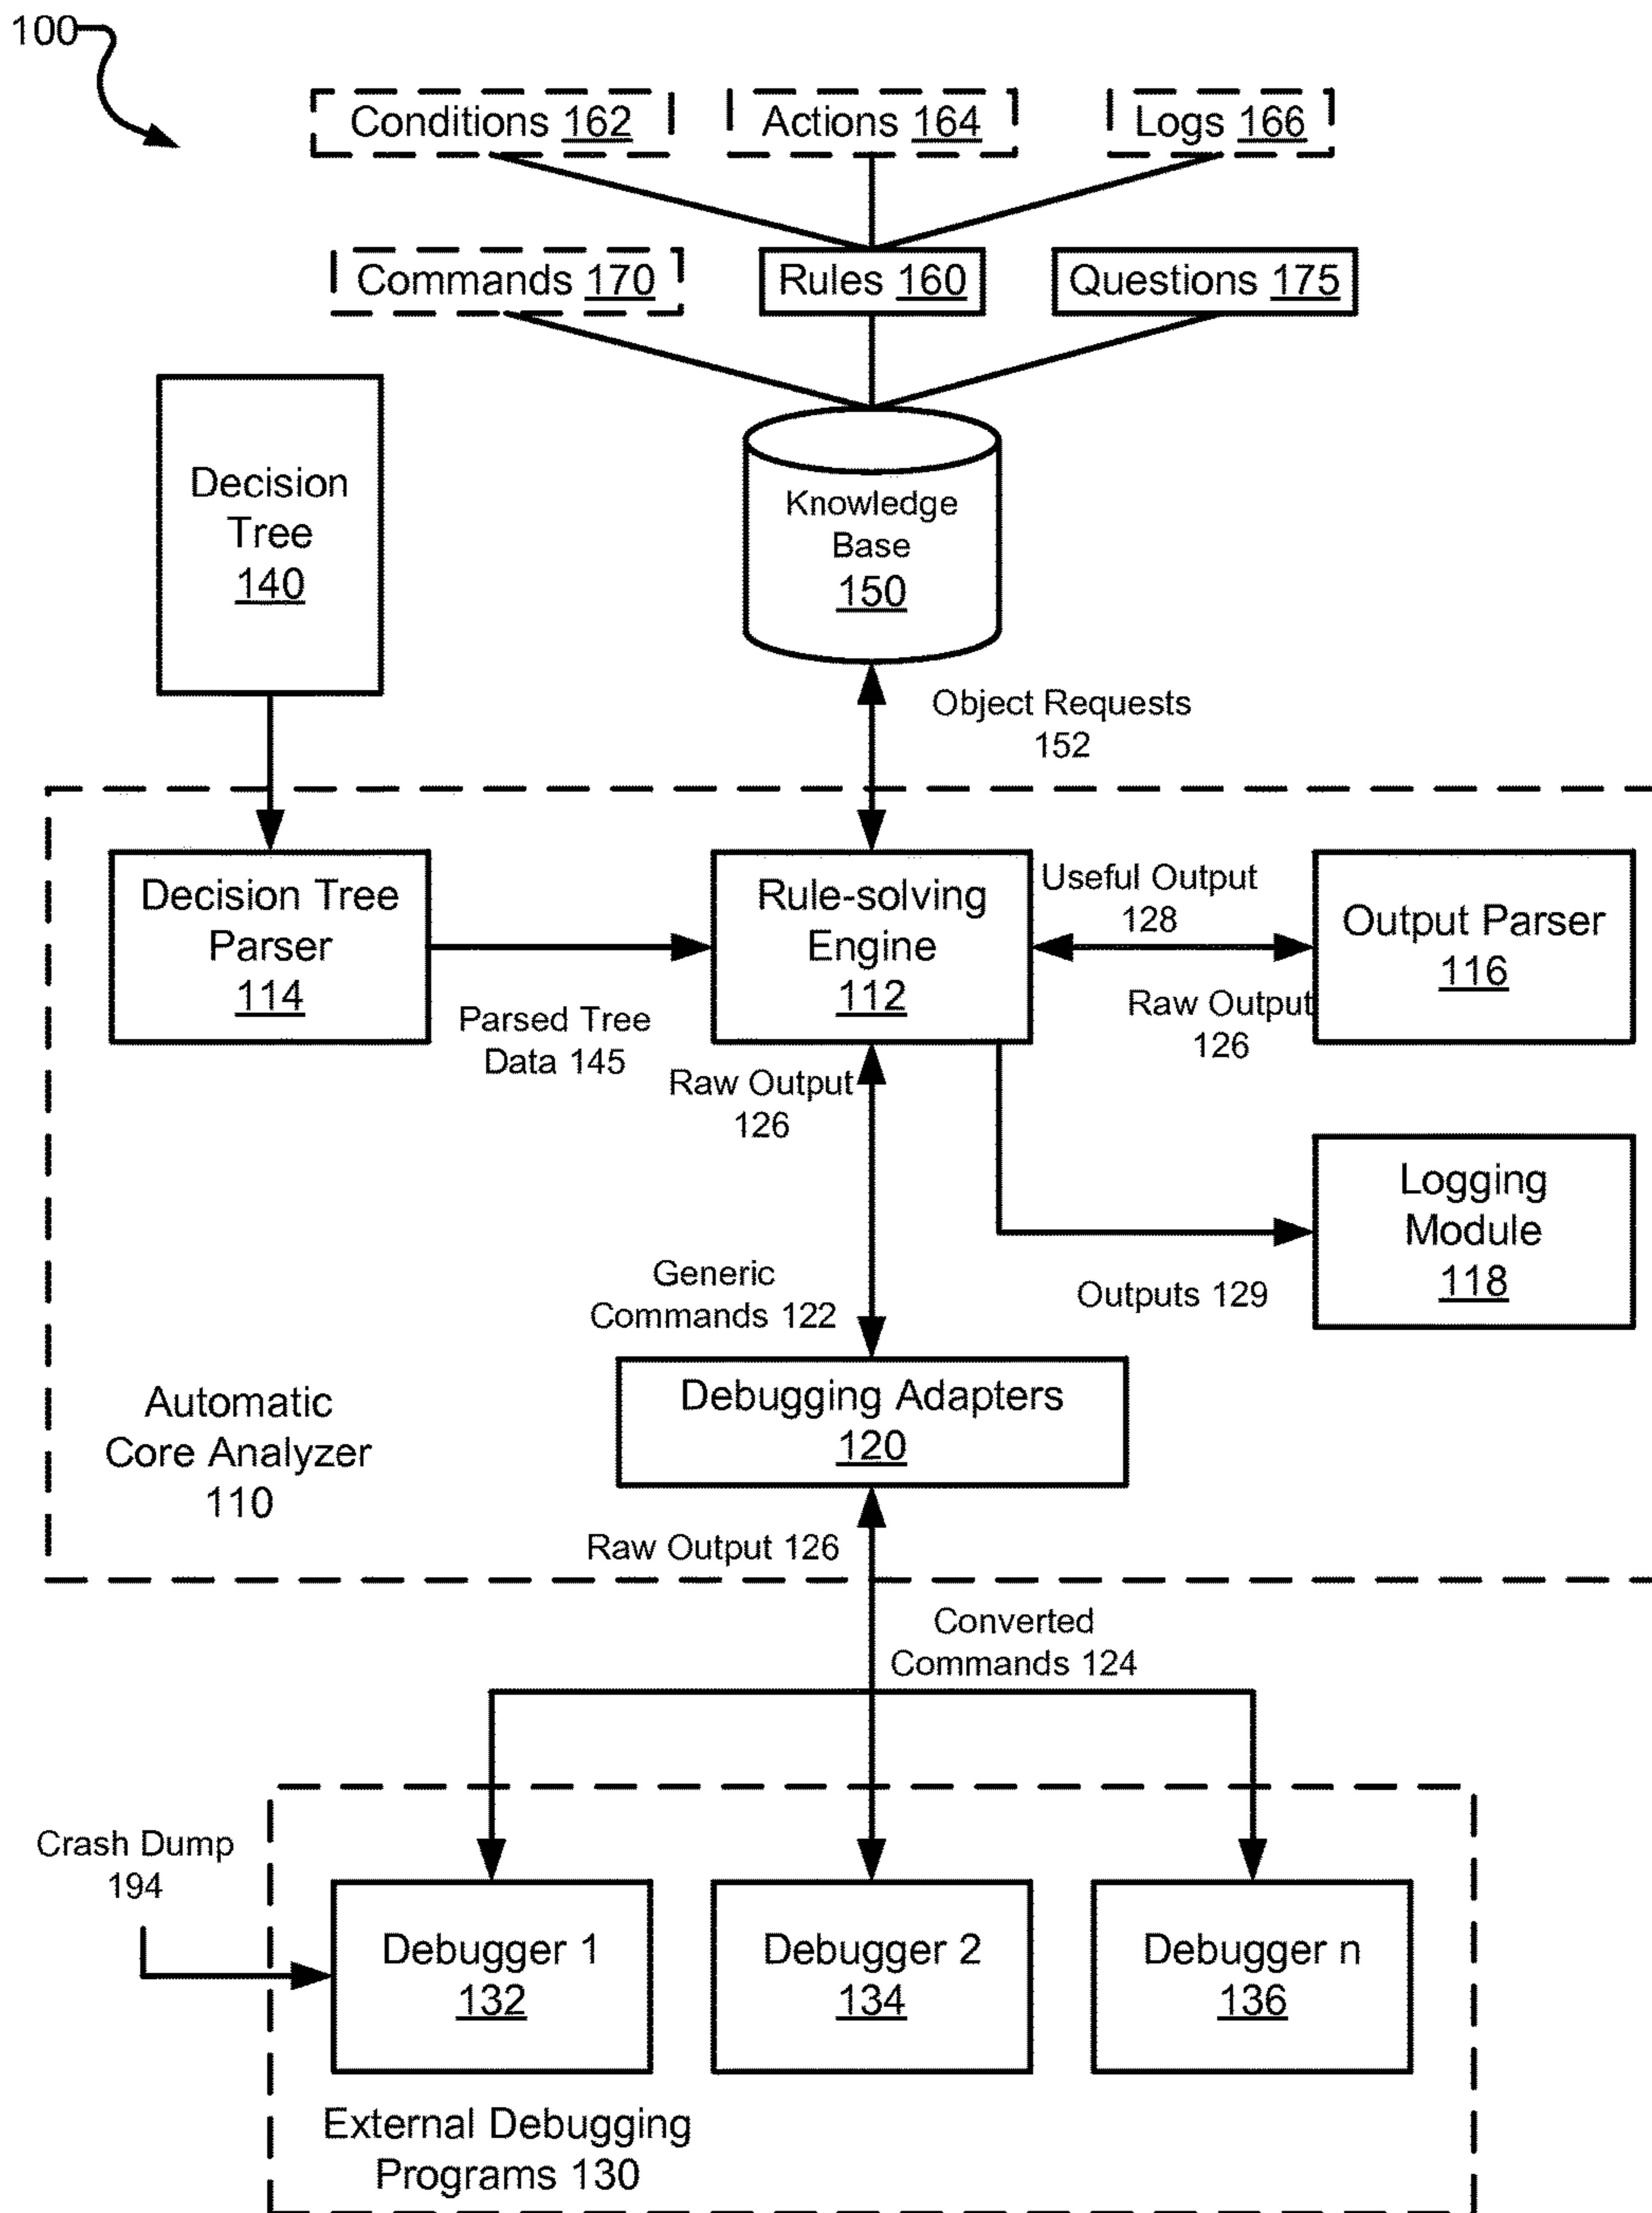 100
Conditions 162
Actions 164
Logs 166
Commands 170
Rules 160
Questions 175
Decision
Tree
140
Knowledge
Base
150
Object Requests
152
Decision Tree
Parser
114
Parsed Tree
Data 145
Rule-solving
Engine
112
Useful Output
128
Raw Output
126
Output Parser
116
Raw Output
126
Logging
Module
118
Outputs 129
Generic
Commands 122
Debugging Adapters
120
Automatic
Core Analyzer
110
Raw Output 126
Converted
Commands 124
Crash Dump
194
Debugger 1
132
Debugger 2
134
Debugger n
136
External Debugging
Programs 130